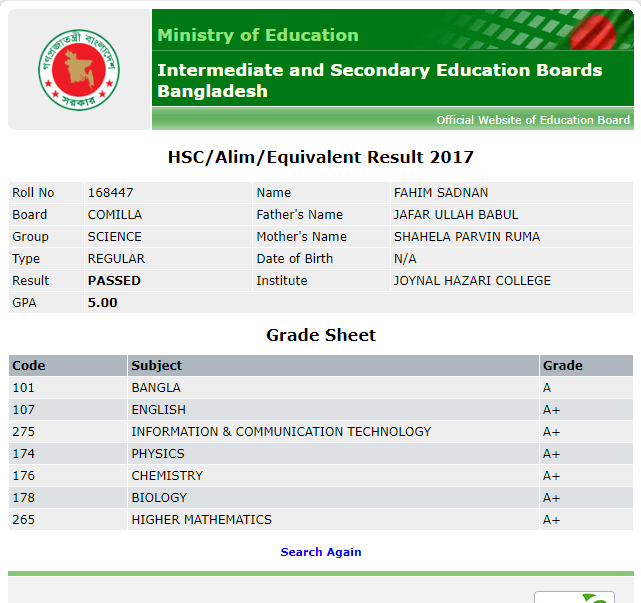 গণপ্রজাতন্ত্রী বাংলাদেশ
সরকার
Ministry of Education
Intermediate and Secondary Education Boards
Bangladesh
Official Website of Education Board
HSC/Alim/Equivalent Result 2017
Roll No 168447 Name FAHIM SADNAN
Board COMILLA Father's Name JAFAR ULLAH BABUL
Group SCIENCE Mother's Name SHAHELA PARVIN RUMA
Type REGULAR Date of Birth N/A
Result PASSED Institute JOYNAL HAZARI COLLEGE
GPA 5.00
Grade Sheet
Code Subject Grade
101 BANGLA A
107 ENGLISH A+
275 INFORMATION & COMMUNICATION TECHNOLOGY A+
174 PHYSICS A+
176 CHEMISTRY A+
178 BIOLOGY A+
265 HIGHER MATHEMATICS A+
Search Again